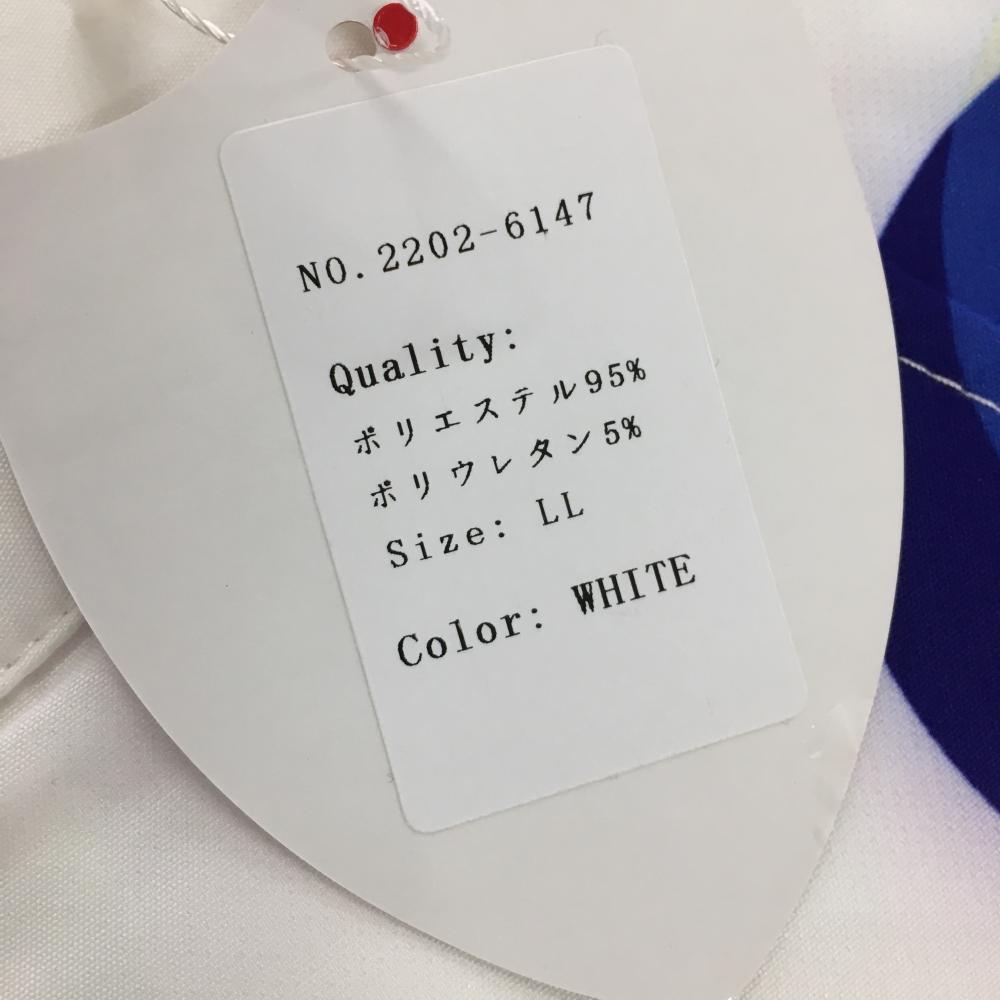 NO.2202-6147
Quality:
ポリエステル95%
ポリウレタン5%
Size: LL
Color: WHITE